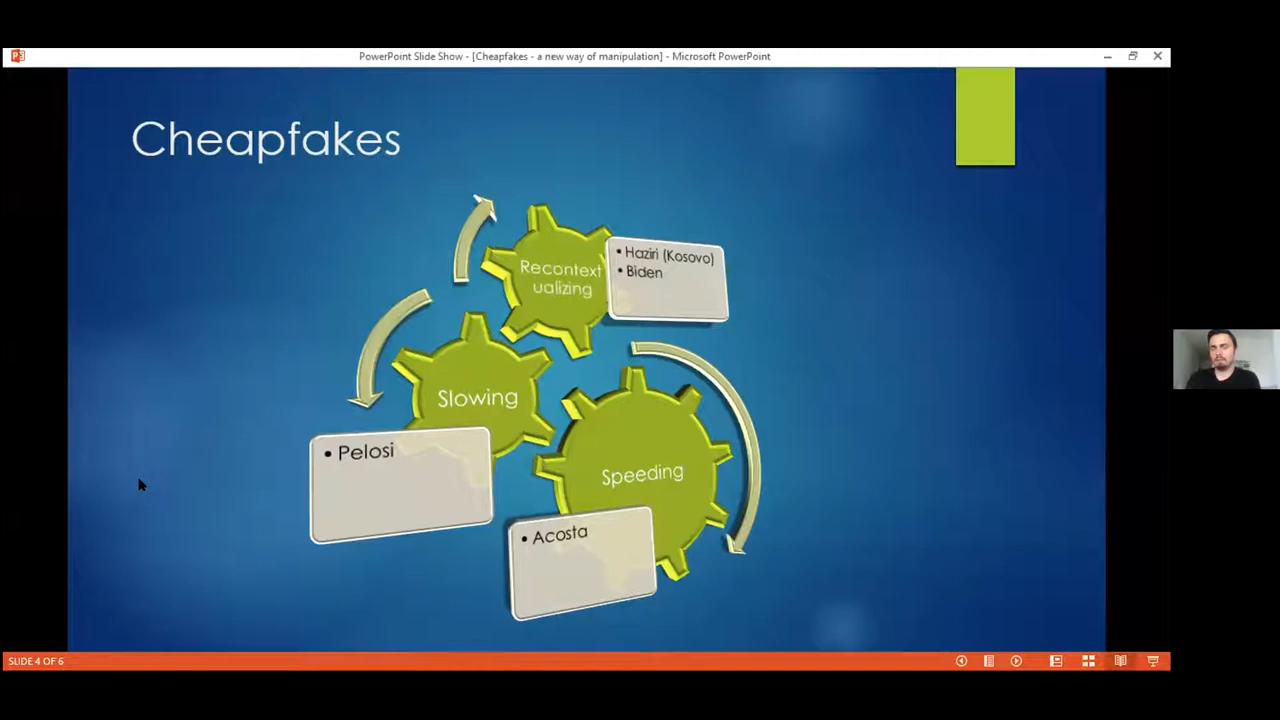 PowerPoint Slide Show - [Cheapfakes - a new way of manipulation] - Microsoft PowerPoint
Cheapfakes
• Haziri (Kosovo)
• Biden
Recontext
ualizing
Slowing
• Pelosi
Speeding
• Acosta
SLIDE 4 OF 6